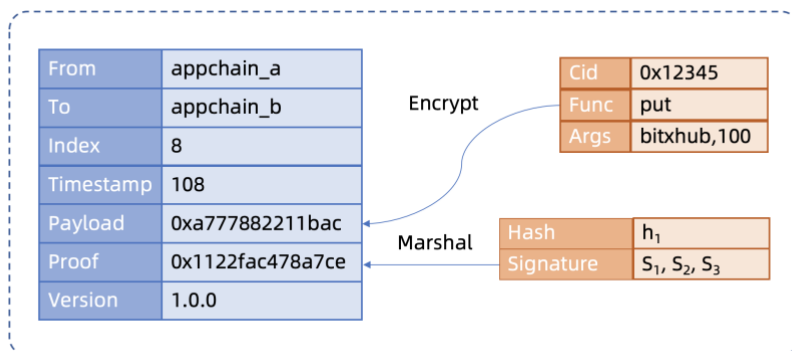 From appchain_a
To appchain_b
Index 8
Timestamp 108
Payload 0xa777882211bac
Proof 0x1122fac478a7ce
Version 1.0.0
Encrypt
Marshal
Cid 0x12345
Func put
Args bitxhub,100
Hash h₁
Signature S₁, S₂, S₃